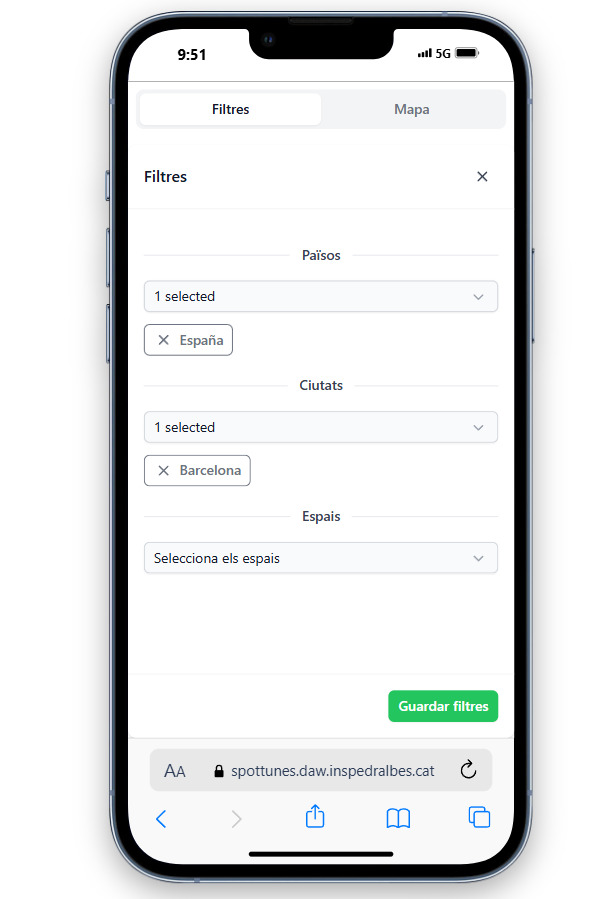 9:51
5G
Filtres
Mapa
Filtres
Països
1 selected
España
Ciutats
1 selected
Barcelona
Espais
Selecciona els espais
Guardar filtres
AA
spottunes.daw.inspedralbes.cat